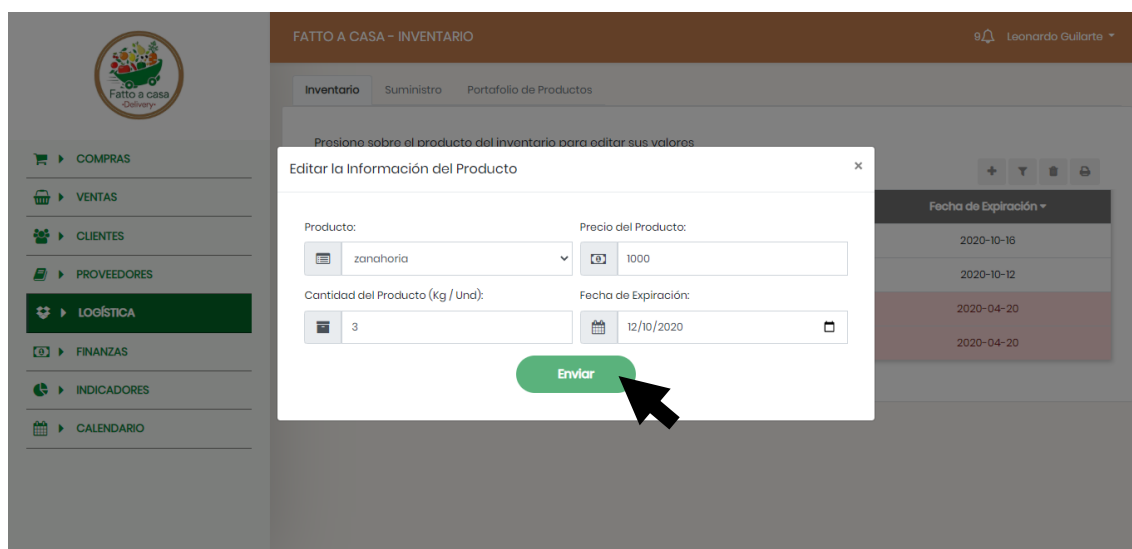 Fatto a casa
-Delivery-
COMPRAS
VENTAS
CLIENTES
PROVEEDORES
LOGÍSTICA
FINANZAS
INDICADORES
CALENDARIO
FATTO A CASA - INVENTARIO
9
Leonardo Guilarte
Inventario
Suministro
Portafolio de Productos
Presione sobre el producto del inventario para editar sus valores
Fecha de Expiración
2020-10-16
2020-10-12
2020-04-20
2020-04-20
Editar la Información del Producto
×
Producto:
zanahoria
Precio del Producto:
1000
Cantidad del Producto (Kg / Und):
3
Fecha de Expiración:
12/10/2020
Enviar